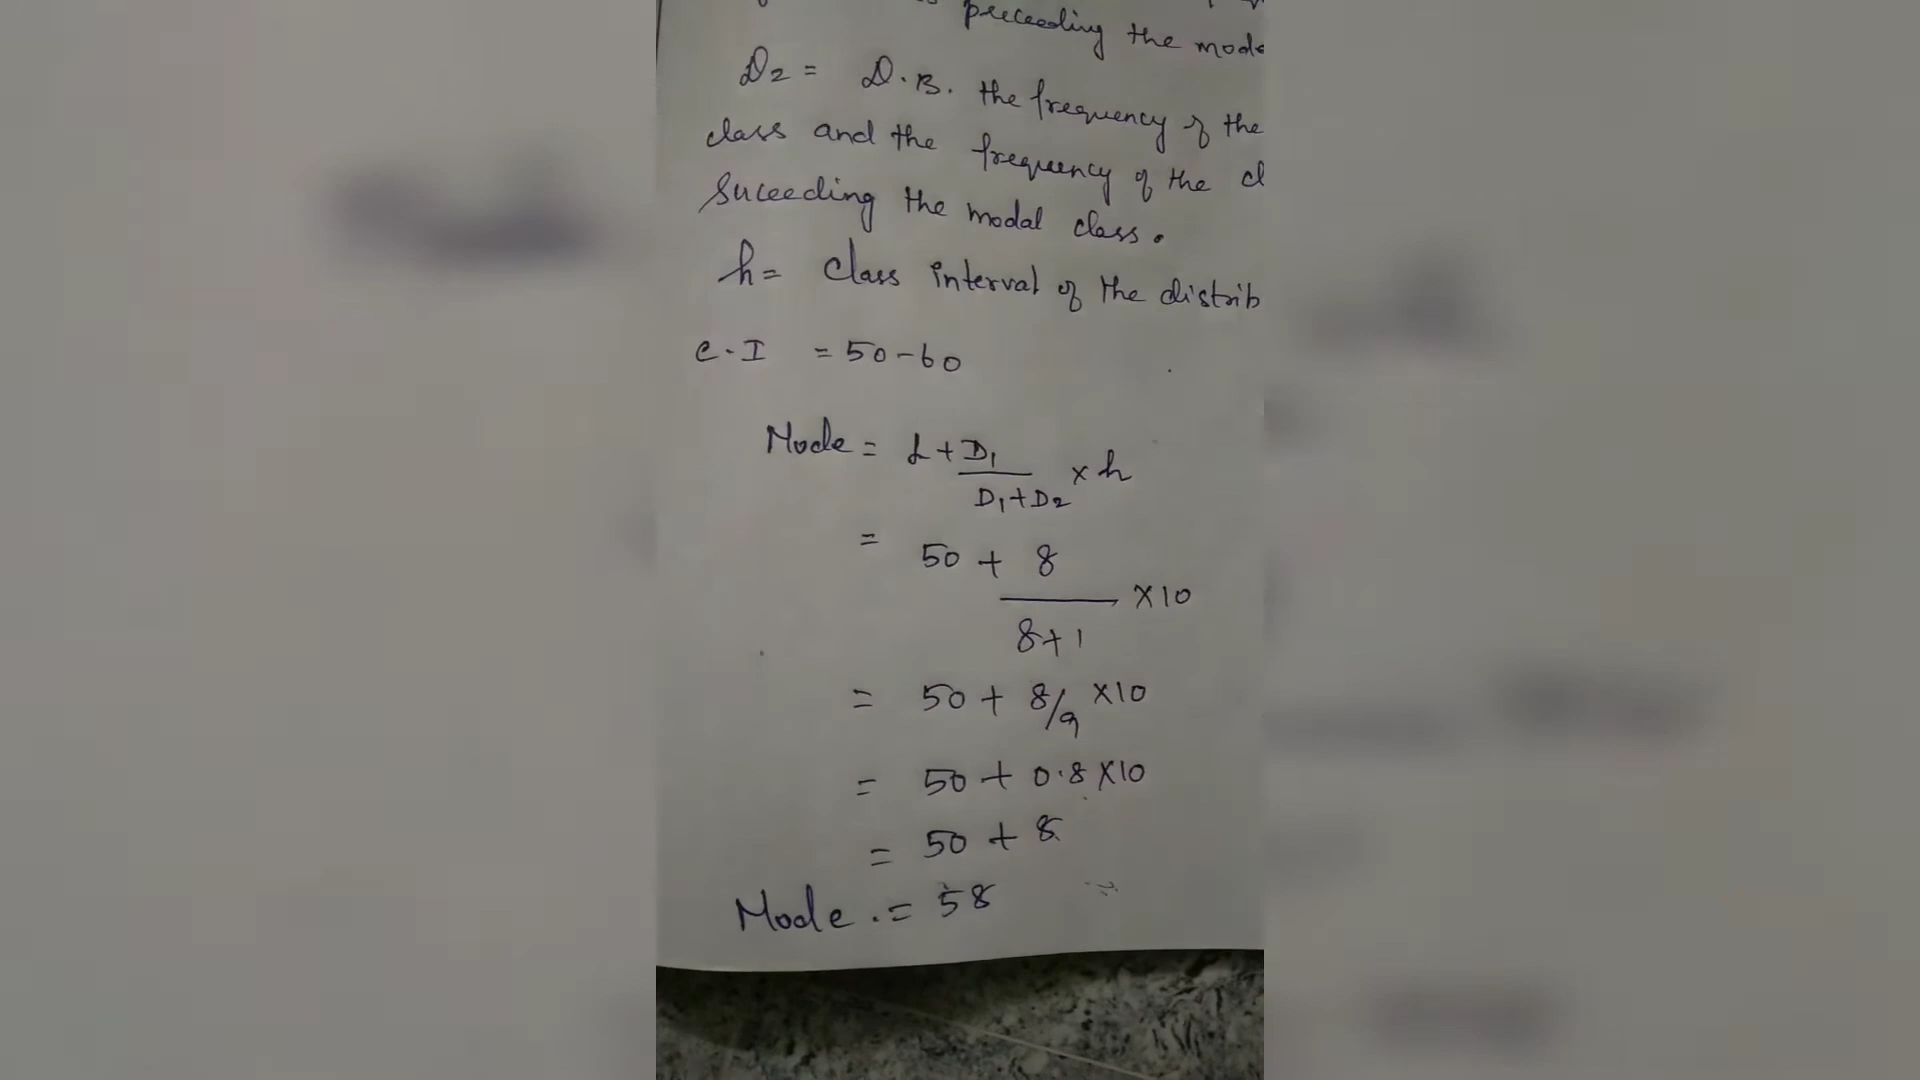 preceeding the mode
D2 = D.B. the frequency of the
class and the frequency of the cl
Suceeding the modal class.
h = Class interval of the distrib
C.I = 50-60
Mode = L + D1 / D1+D2 × h
= 50 + 8 / 8+1 ×10
= 50 + 8/9 ×10
= 50 + 0.8 ×10
= 50 + 8
Mode. = 58